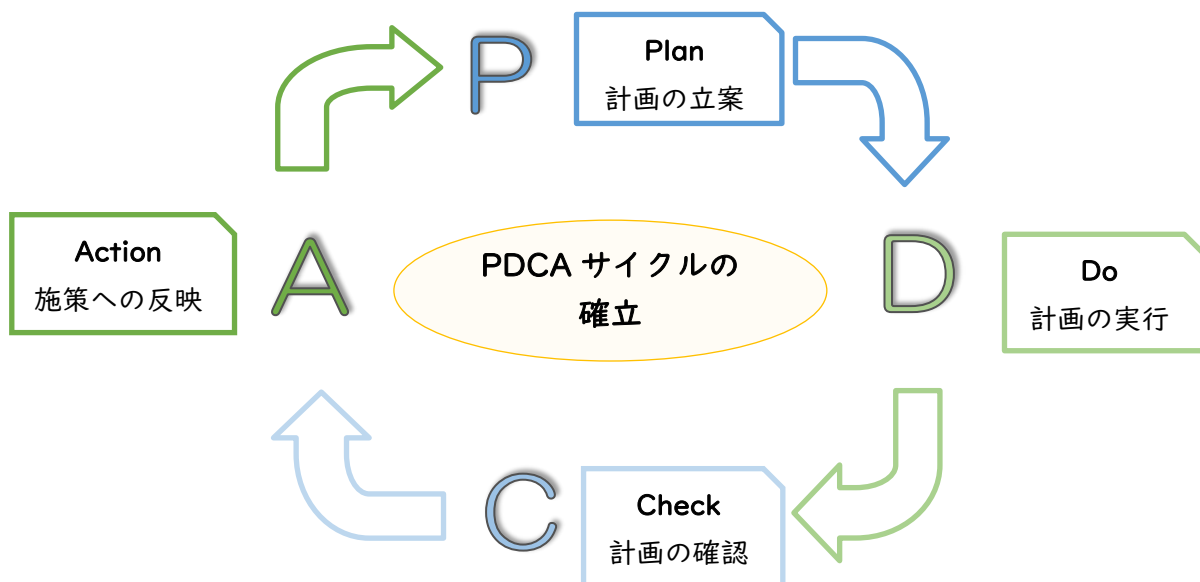 P
Plan
計画の立案
Action
施策への反映
A
PDCA サイクルの
確立
D
Do
計画の実行
C
Check
計画の確認